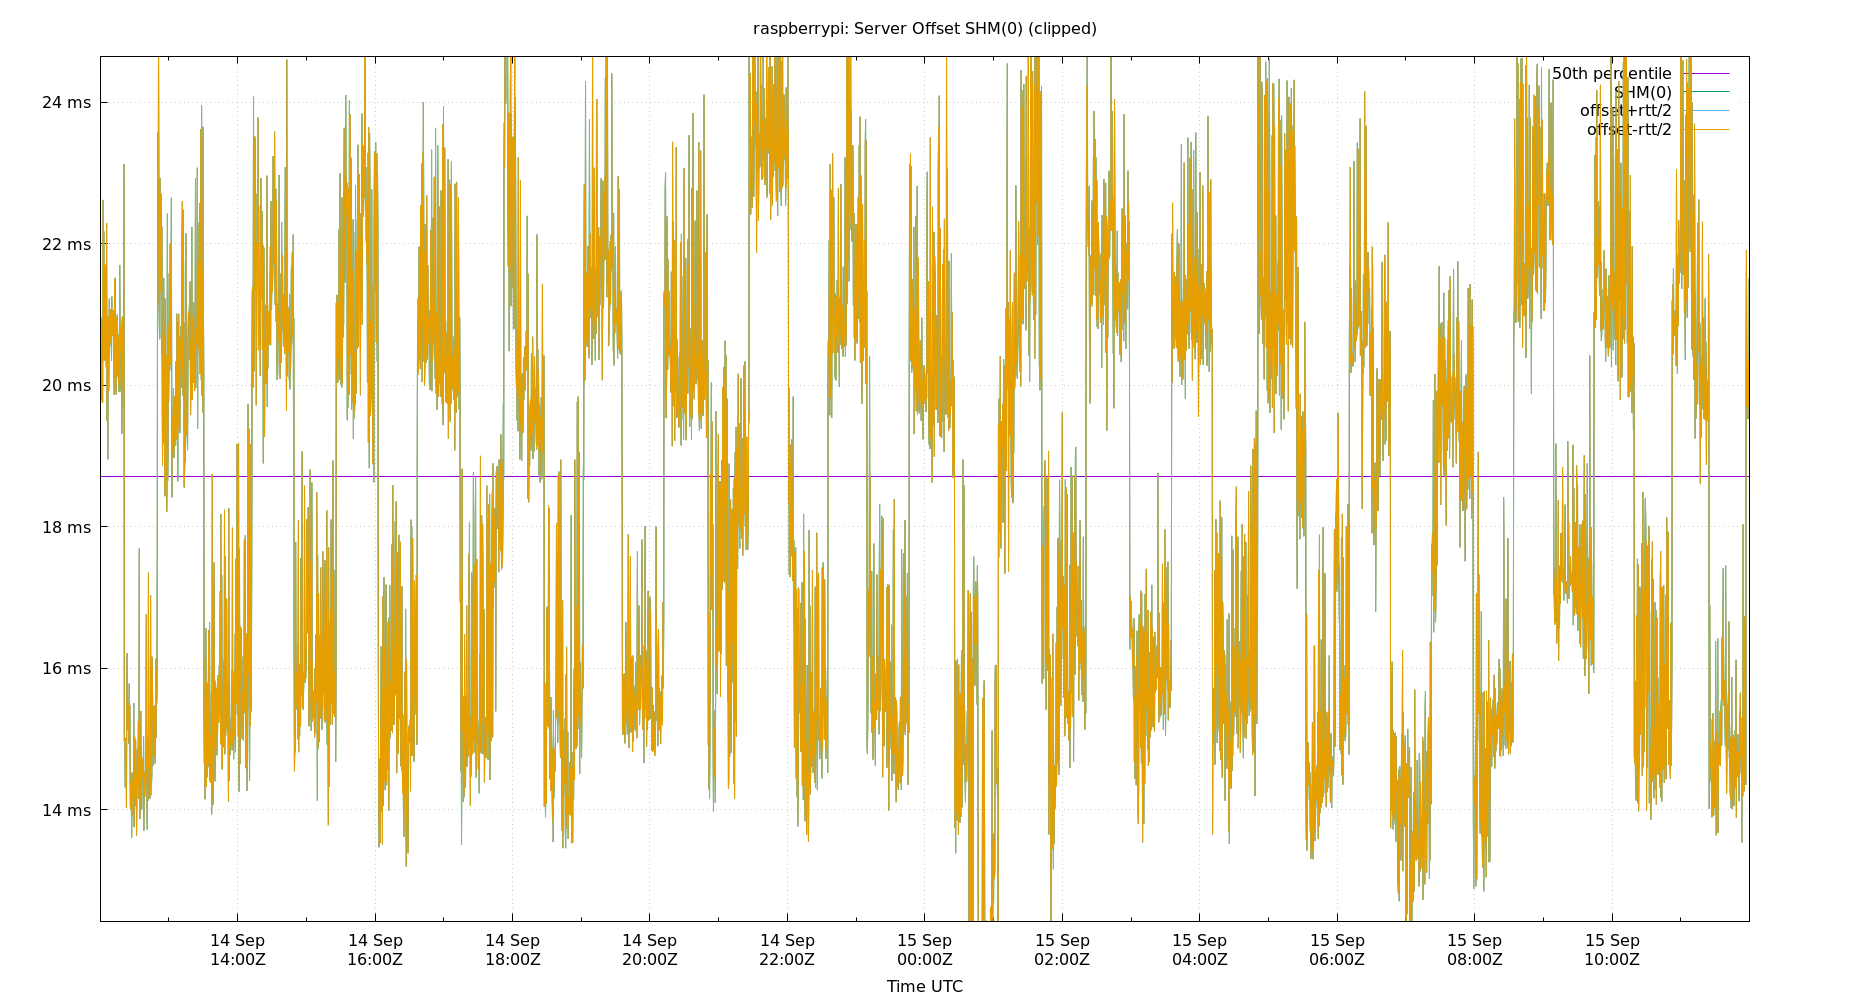 raspberrypi: Server Offset SHM(0) (clipped)
50th percentile
SHM(0)
offset+rtt/2
offset-rtt/2
24 ms
22 ms
20 ms
18 ms
16 ms
14 ms
14 Sep 14 Sep 14 Sep 14 Sep 14 Sep 15 Sep 15 Sep 15 Sep 15 Sep 15 Sep 15 Sep
14:00Z 16:00Z 18:00Z 20:00Z 22:00Z 00:00Z 02:00Z 04:00Z 06:00Z 08:00Z 10:00Z
Time UTC